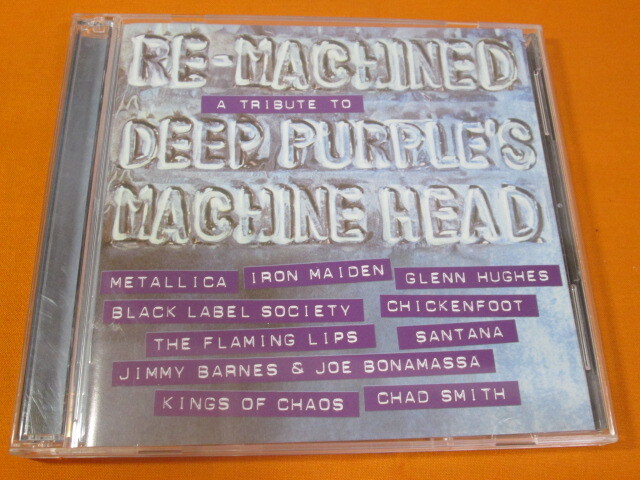 RE-MACHINED
A TRIBUTE TO
DEEP PURPLE'S
MACHINE HEAD
METALLICA IRON MAIDEN GLENN HUGHES
BLACK LABEL SOCIETY CHICKENFOOT
THE FLAMING LIPS SANTANA
JIMMY BARNES & JOE BONAMASSA
KINGS OF CHAOS CHAD SMITH